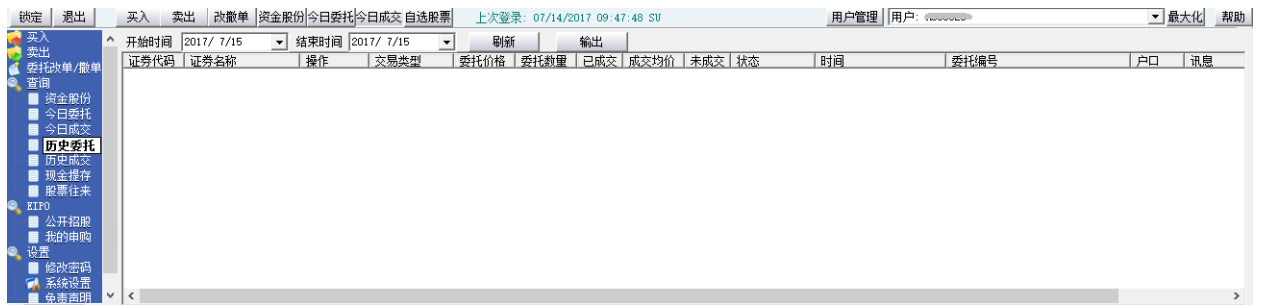 锁定 退出 买入 卖出 改撤单 资金股份 今日委托 今日成交 自选股票 上次登录: 07/14/2017 09:47:48 SU 用户管理 用户: 最大化 帮助
买入
卖出
委托改单/撤单
查询
资金股份
今日委托
今日成交
历史委托
历史成交
现金提存
股票往来
EIPO
公开招股
我的申购
设置
修改密码
系统设置
免责声明
开始时间 2017/ 7/15 结束时间 2017/ 7/15 刷新 输出
证券代码 证券名称 操作 交易类型 委托价格 委托数量 已成交 成交均价 未成交 状态 时间 委托编号 户口 讯息